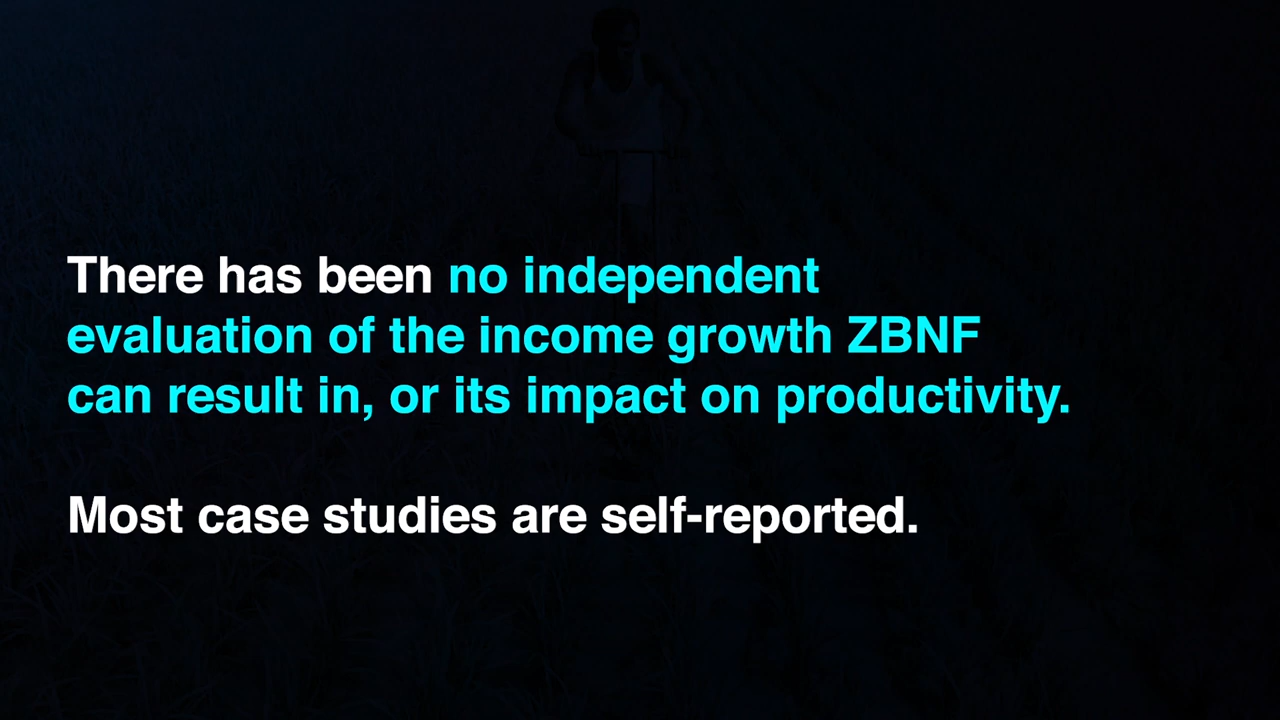 There has been no independent
evaluation of the income growth ZBNF
can result in, or its impact on productivity.
Most case studies are self-reported.